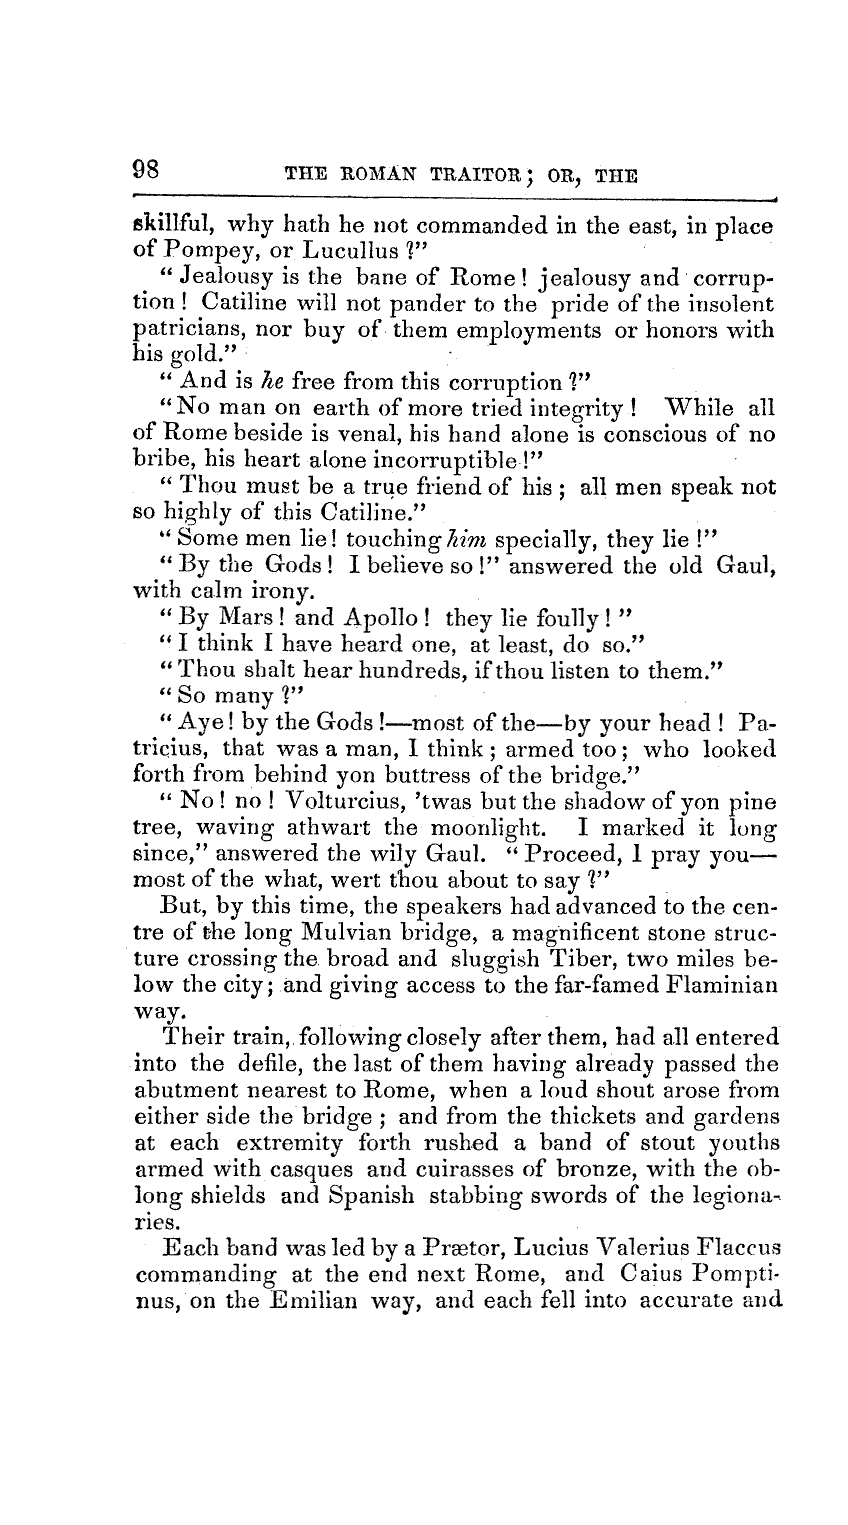 98 THE ROMAN TRAITOR; OR, THE
skillful, why hath he not commanded in the east, in place
of Pompey, or Lucullus ?”
“ Jealousy is the bane of Rome ! jealousy and corrup-
tion ! Catiline will not pander to the pride of the insolent
patricians, nor buy of them employments or honors with
his gold.”
“ And is he free from this corruption ?”
“ No man on earth of more tried integrity ! While all
of Rome beside is venal, his hand alone is conscious of no
bribe, his heart alone incorruptible !”
“ Thou must be a true friend of his ; all men speak not
so highly of this Catiline.”
“ Some men lie ! touching him specially, they lie !”
“ By the Gods ! I believe so !” answered the old Gaul,
with calm irony.
“ By Mars ! and Apollo ! they lie foully ! ”
“ I think I have heard one, at least, do so.”
“ Thou shalt hear hundreds, if thou listen to them.”
“ So many ?”
“ Aye ! by the Gods !—most of the—by your head ! Pa-
tricius, that was a man, I think ; armed too ; who looked
forth from behind yon buttress of the bridge.”
“ No ! no ! Volturcius, ’twas but the shadow of yon pine
tree, waving athwart the moonlight. I marked it long
since,” answered the wily Gaul. “ Proceed, I pray you—
most of the what, wert thou about to say ?”
But, by this time, the speakers had advanced to the cen-
tre of the long Mulvian bridge, a magnificent stone struc-
ture crossing the broad and sluggish Tiber, two miles be-
low the city ; and giving access to the far-famed Flaminian
way.
Their train, following closely after them, had all entered
into the defile, the last of them having already passed the
abutment nearest to Rome, when a loud shout arose from
either side the bridge ; and from the thickets and gardens
at each extremity forth rushed a band of stout youths
armed with casques and cuirasses of bronze, with the ob-
long shields and Spanish stabbing swords of the legiona-
ries.
Each band was led by a Prætor, Lucius Valerius Flaccus
commanding at the end next Rome, and Caius Pompti-
nus, on the Emilian way, and each fell into accurate and